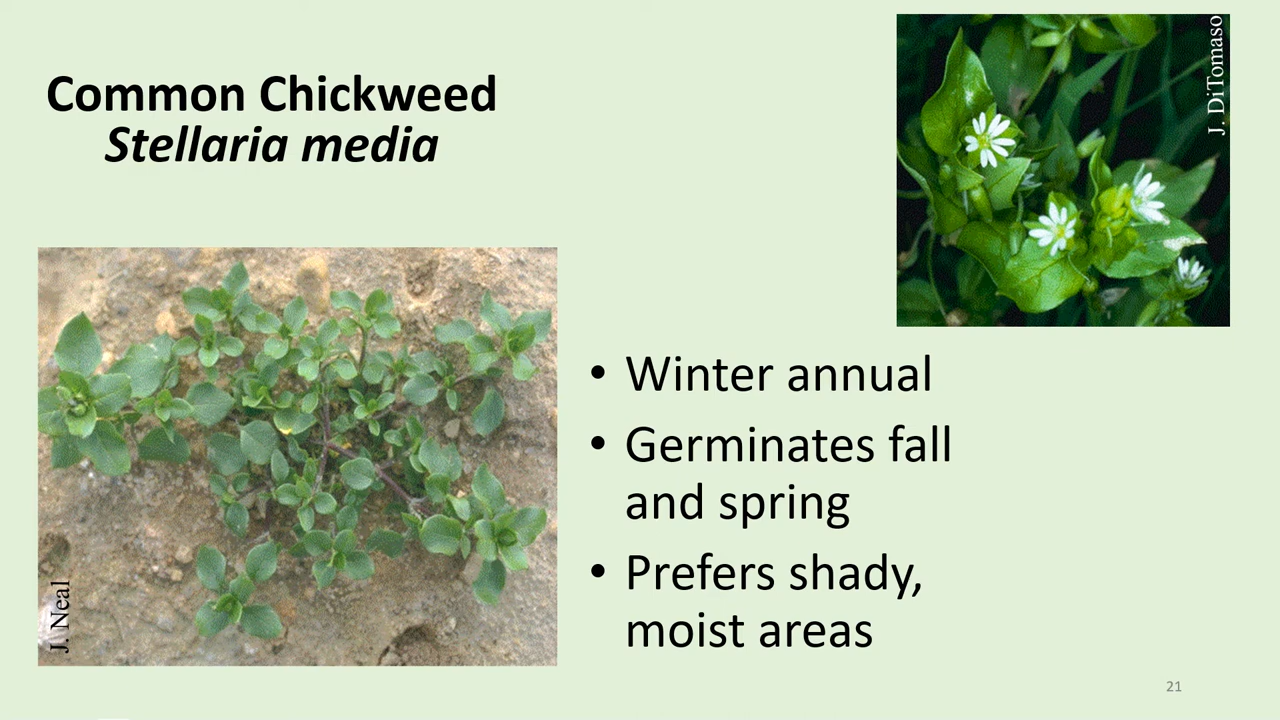 Common Chickweed
Stellaria media
J. DiTomaso
• Winter annual
• Germinates fall
and spring
• Prefers shady,
moist areas
J. Neal
21